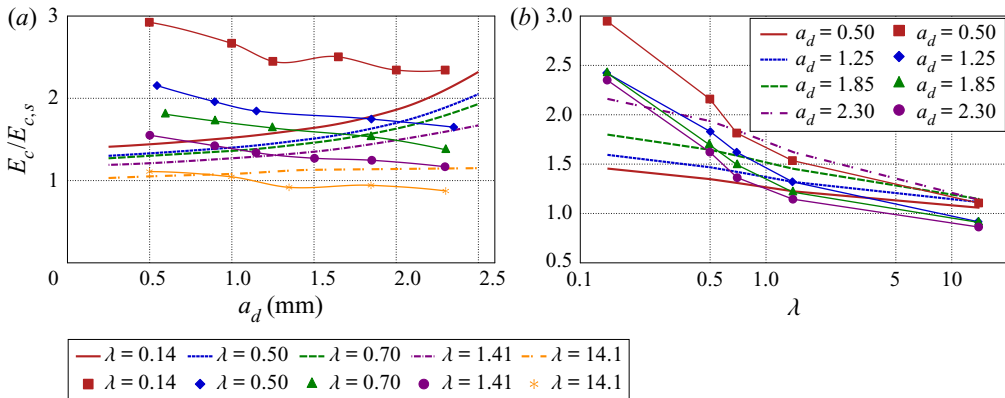 (a)
3
2
1
0
0.5
1.0
1.5
2.0
2.5
E_c/E_{c,s}
a_d (mm)
(b)
3.0
2.5
2.0
1.5
1.0
0.5
0.1
0.5
1.0
5
10
λ
a_d = 0.50 a_d = 0.50
a_d = 1.25 a_d = 1.25
a_d = 1.85 a_d = 1.85
a_d = 2.30 a_d = 2.30
λ = 0.14 λ = 0.50 λ = 0.70 λ = 1.41 λ = 14.1
λ = 0.14 λ = 0.50 λ = 0.70 λ = 1.41 λ = 14.1